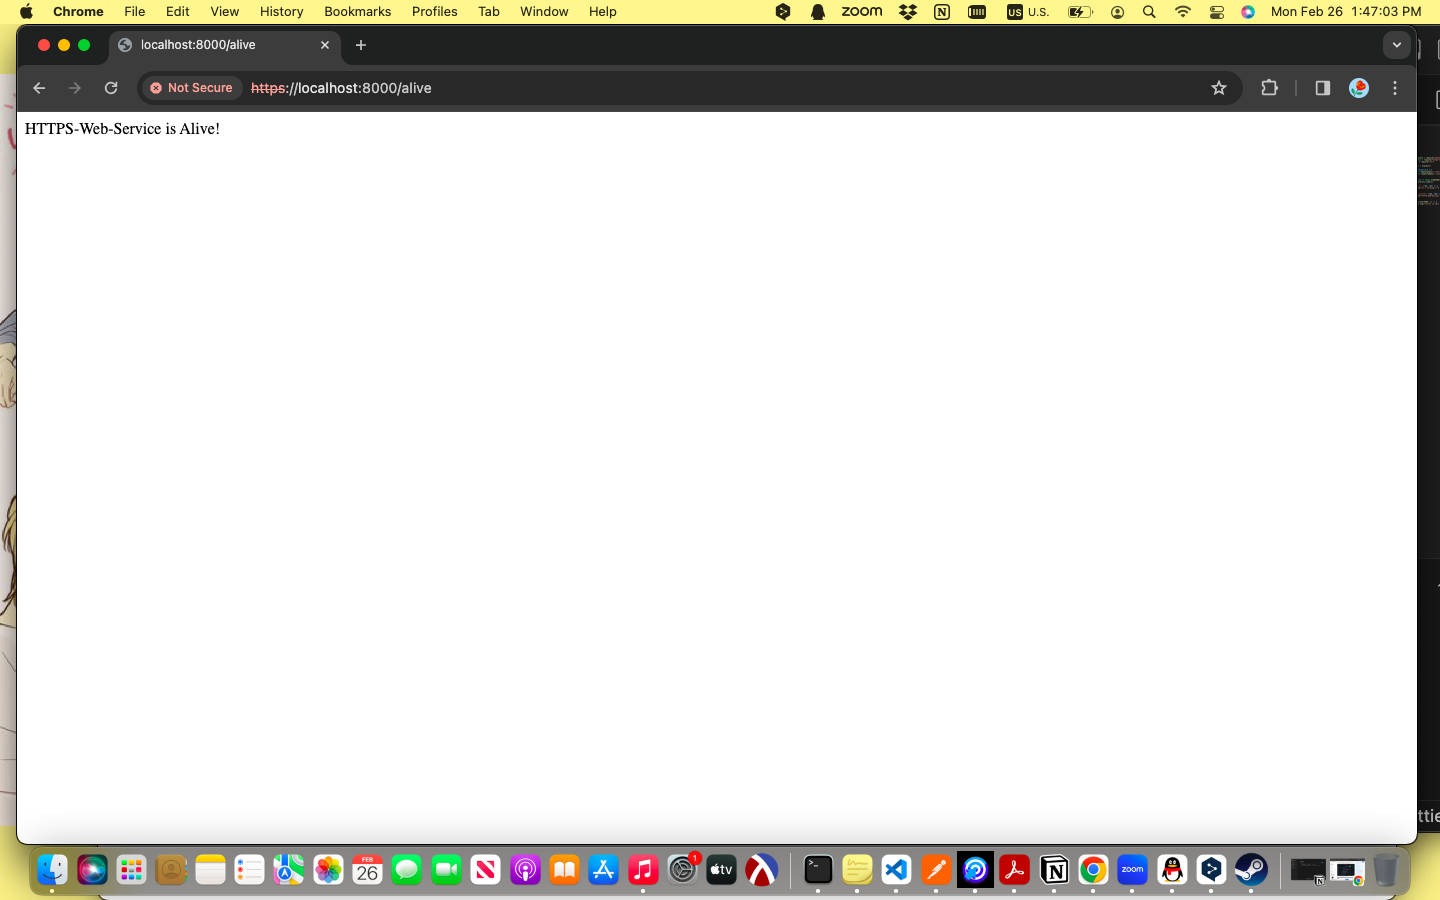 Chrome File Edit View History Bookmarks Profiles Tab Window Help zoom US U.S. Mon Feb 26 1:47:03 PM
localhost:8000/alive
Not Secure https://localhost:8000/alive
HTTPS-Web-Service is Alive!
ttie
FEB
26
1
tv
zoom